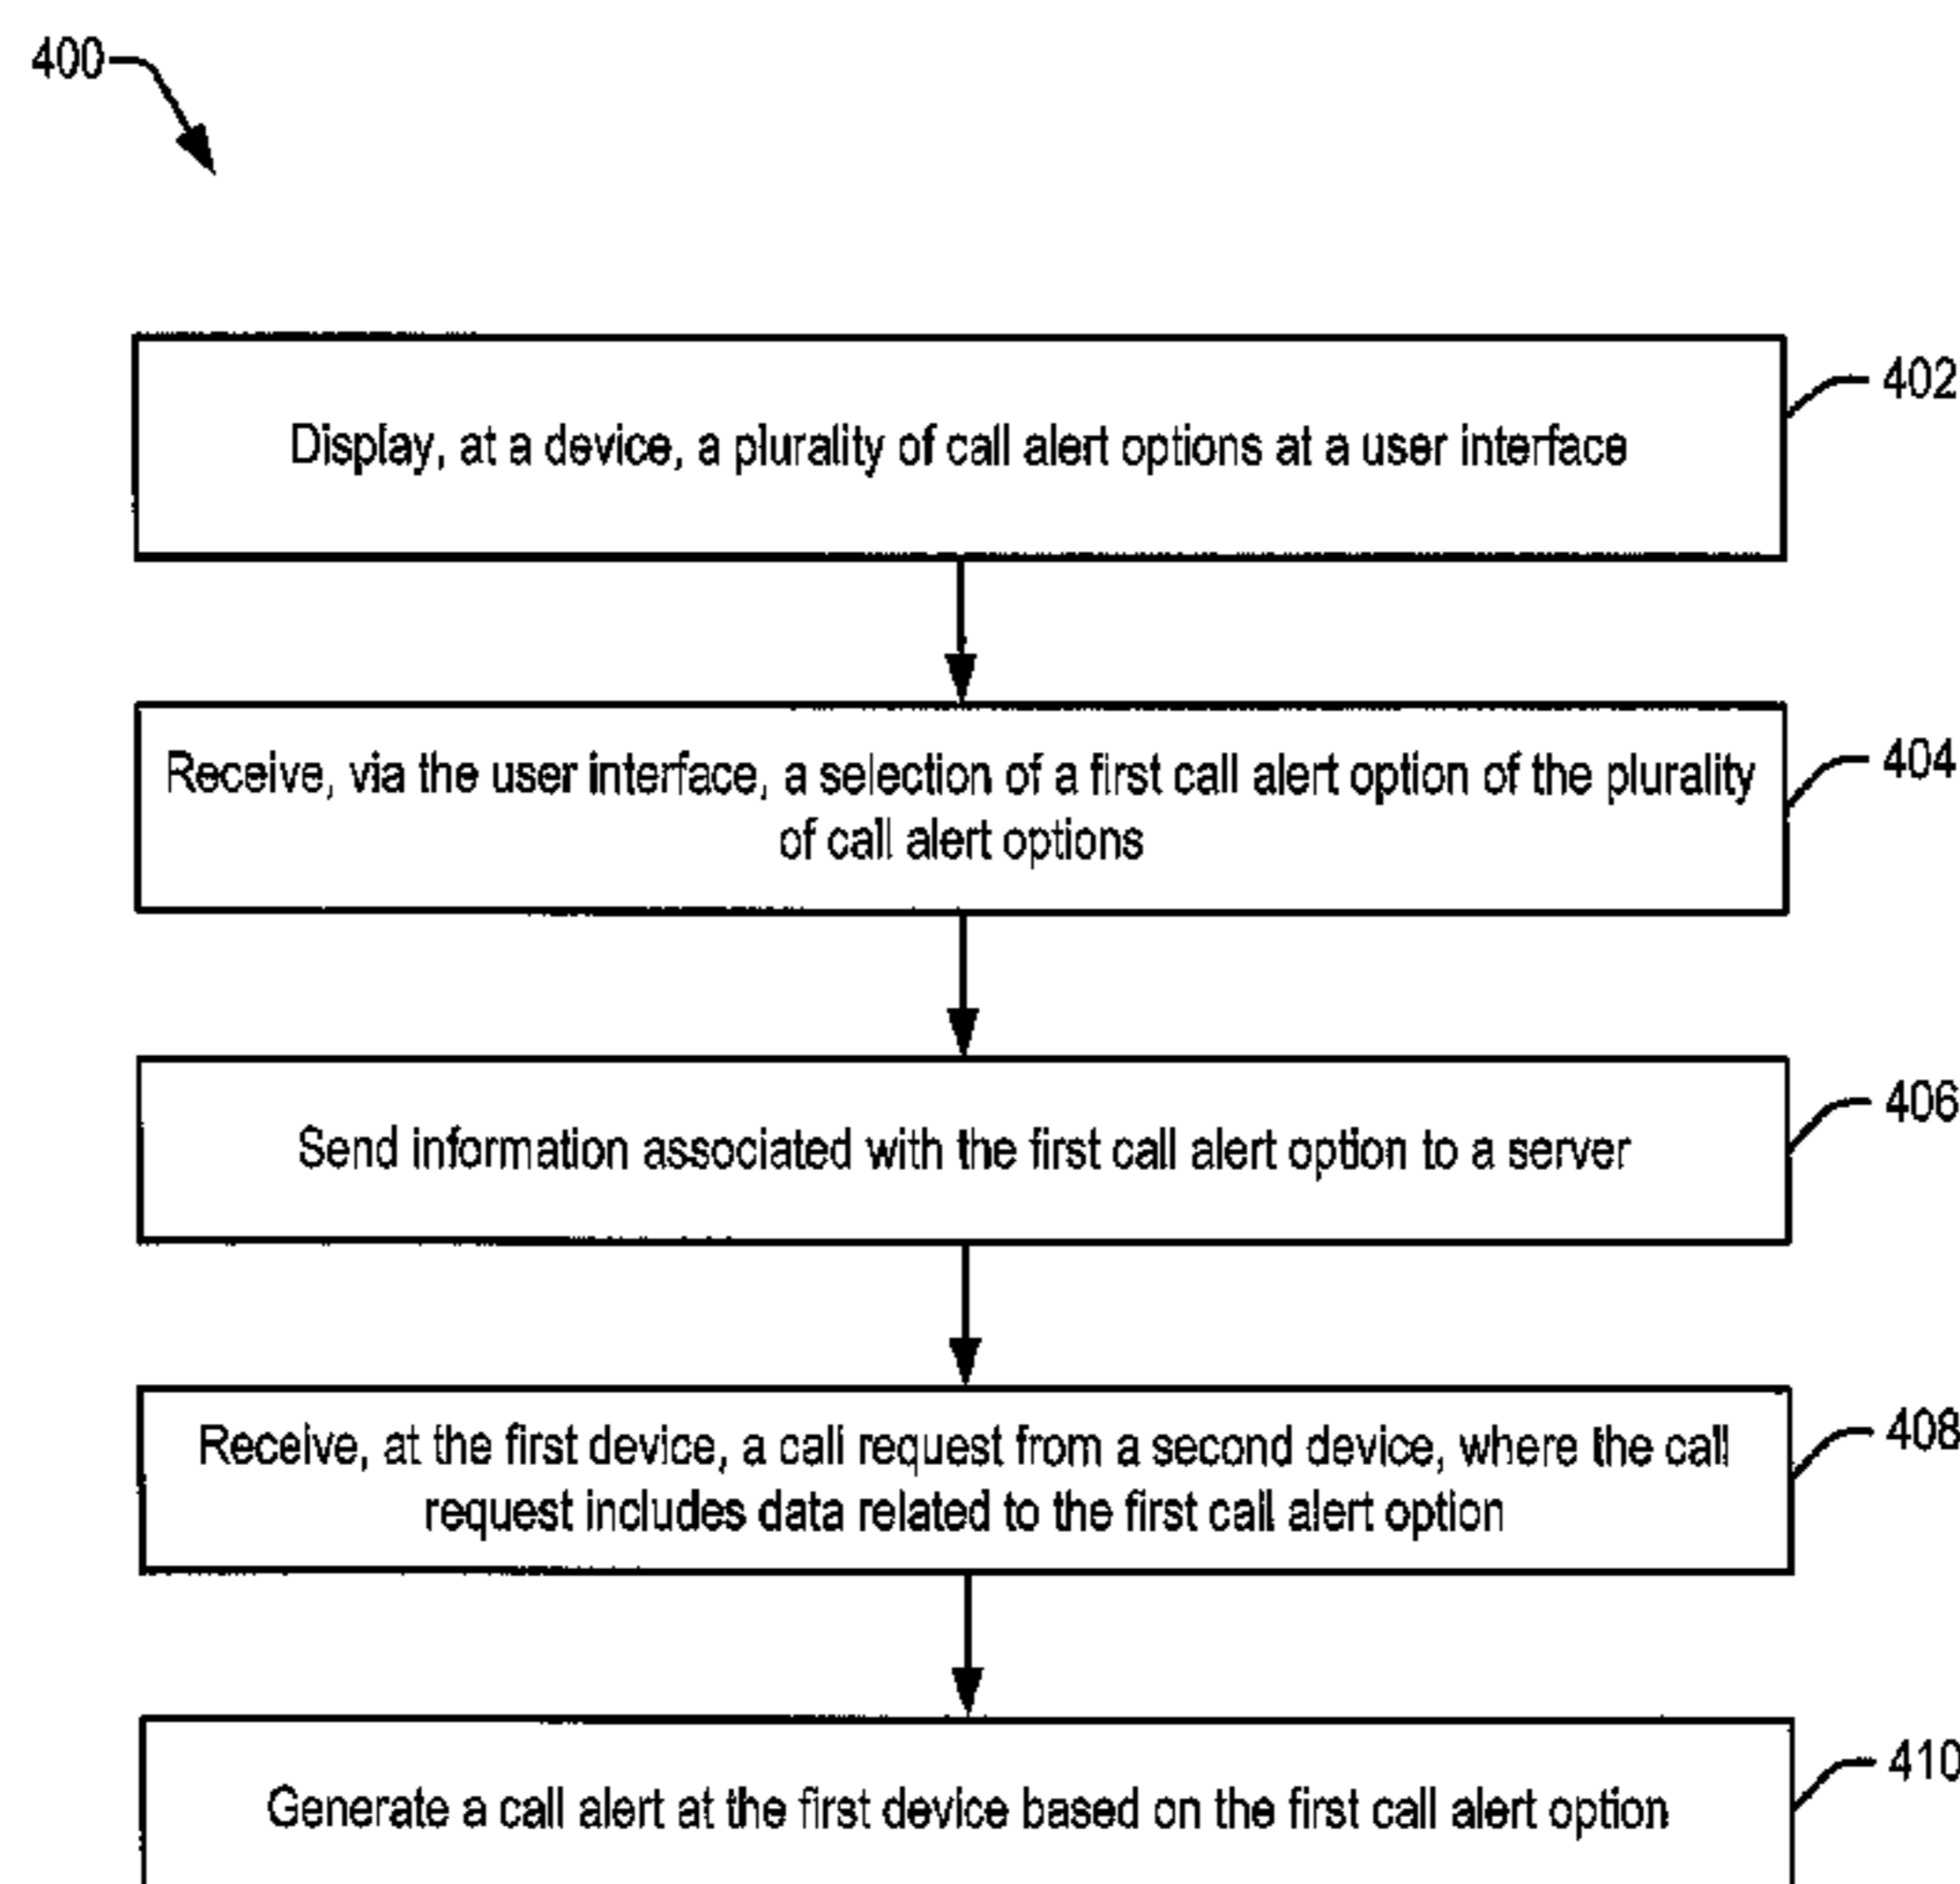 400
Display, at a device, a plurality of call alert options at a user interface
402
Receive, via the user interface, a selection of a first call alert option of the plurality
of call alert options
404
Send information associated with the first call alert option to a server
406
Receive, at the first device, a call request from a second device, where the call
request includes data related to the first call alert option
408
Generate a call alert at the first device based on the first call alert option
410